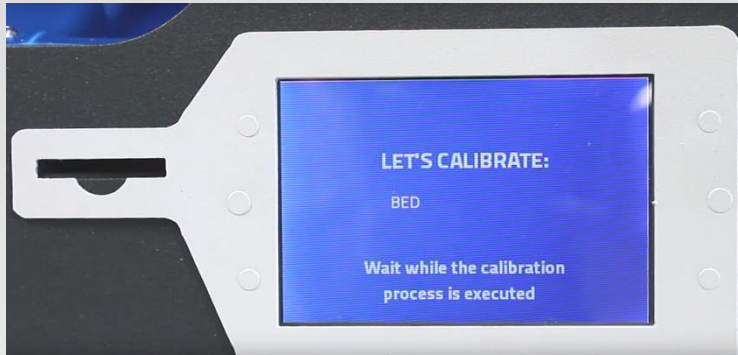 LET'S CALIBRATE:
BED
Wait while the calibration
process is executed